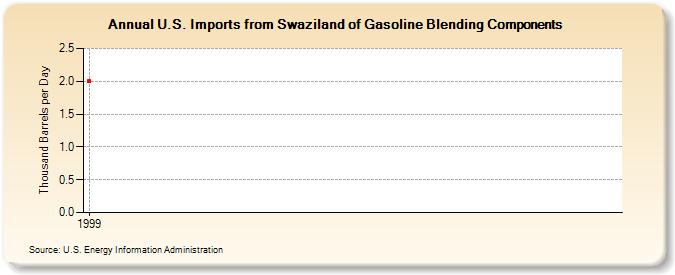 Annual U.S. Imports from Swaziland of Gasoline Blending Components
Thousand Barrels per Day
2.5
2.0
1.5
1.0
0.5
0.0
1999
Source: U.S. Energy Information Administration